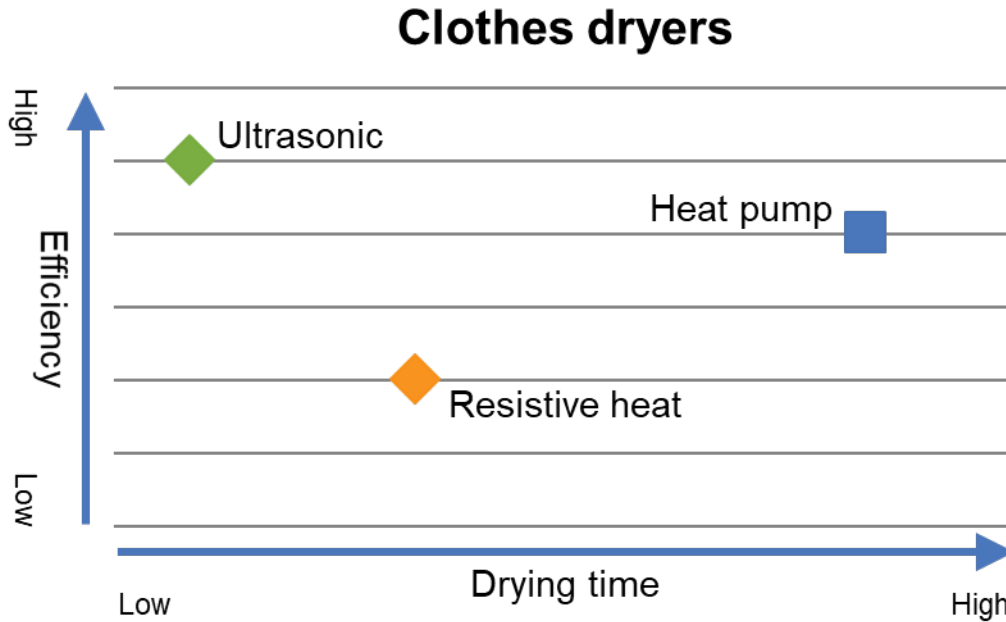 Clothes dryers
High
Ultrasonic
Heat pump
Efficiency
Resistive heat
Low
Drying time
Low
High